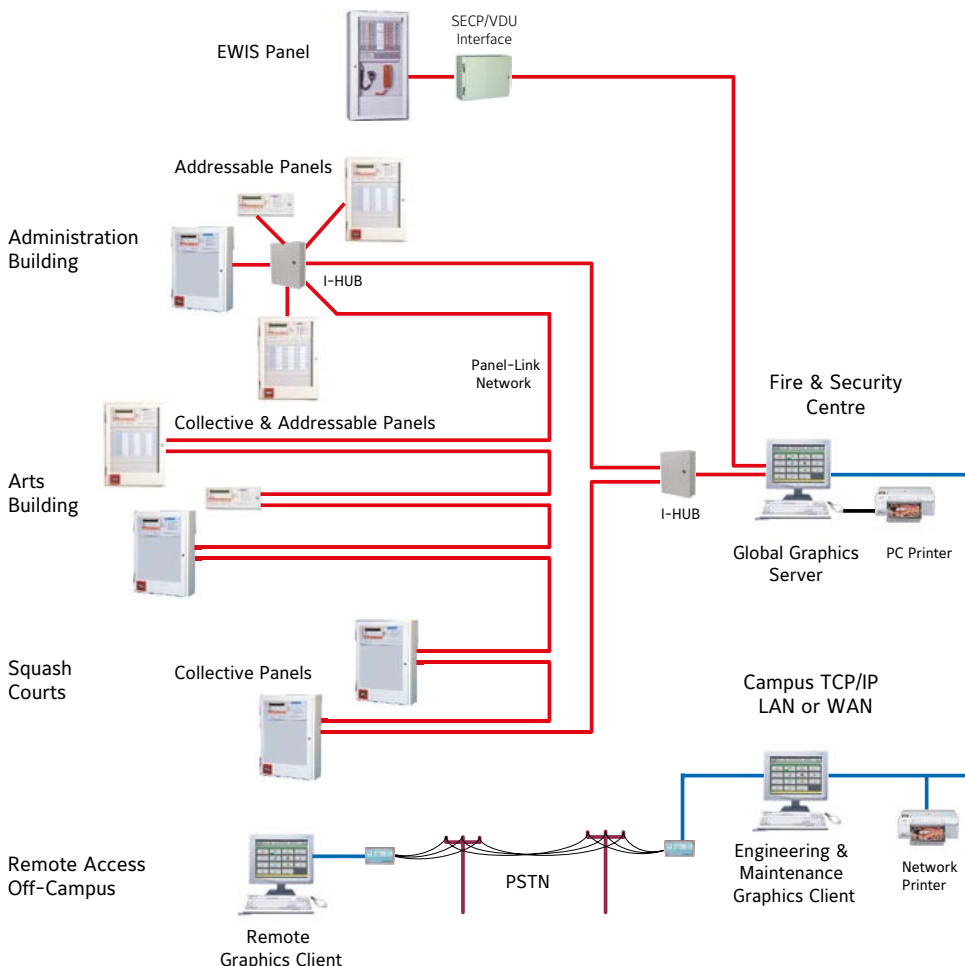 SECP/VDU
Interface
EWIS Panel
Addressable Panels
Administration
Building
I-HUB
Panel-Link
Network
Fire & Security
Centre
Collective & Addressable Panels
Arts
Building
I-HUB
Global Graphics
Server
PC Printer
Squash
Courts
Collective Panels
Campus TCP/IP
LAN or WAN
Remote Access
Off-Campus
PSTN
Engineering &
Maintenance
Graphics Client
Network
Printer
Remote
Graphics Client